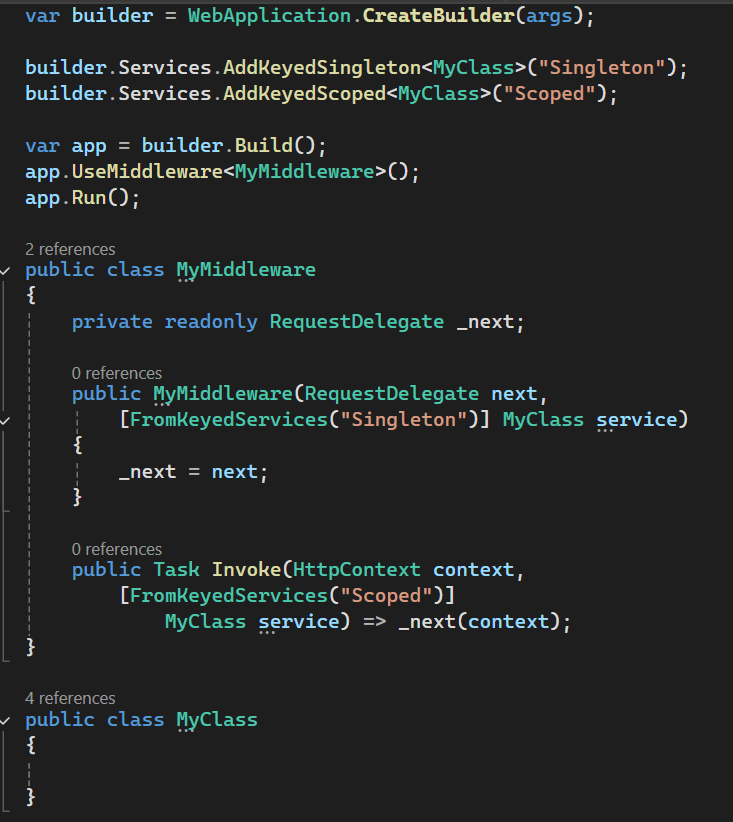 var builder = WebApplication.CreateBuilder(args);
builder.Services.AddKeyedSingleton<MyClass>("Singleton");
builder.Services.AddKeyedScoped<MyClass>("Scoped");
var app = builder.Build();
app.UseMiddleware<MyMiddleware>();
app.Run();
2 references
public class MyMiddleware
{
private readonly RequestDelegate _next;
0 references
public MyMiddleware(RequestDelegate next,
[FromKeyedServices("Singleton")] MyClass service)
{
_next = next;
}
0 references
public Task Invoke(HttpContext context,
[FromKeyedServices("Scoped")]
MyClass service) => _next(context);
}
4 references
public class MyClass
{
}